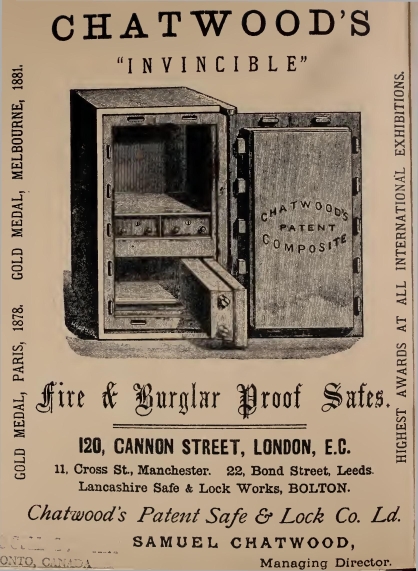 CHATWOOD'S
"INVINCIBLE"
GOLD MEDAL, PARIS, 1878. GOLD MEDAL, MELBOURNE, 1881.
HIGHEST AWARDS AT ALL INTERNATIONAL EXHIBITIONS.
CHATWOOD'S
PATENT
COMPOSITE
Fire & Burglar Proof Safes.
120, CANNON STREET, LONDON, E.C.
11, Cross St., Manchester. 22, Bond Street, Leeds.
Lancashire Safe & Lock Works, BOLTON.
Chatwood's Patent Safe & Lock Co. Ld.
SAMUEL CHATWOOD,
Managing Director.
ONTO, CANADA